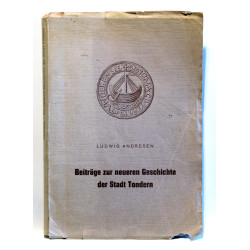 LUDWIG ANDRESEN
Beiträge zur neueren Geschichte
der Stadt Tondern